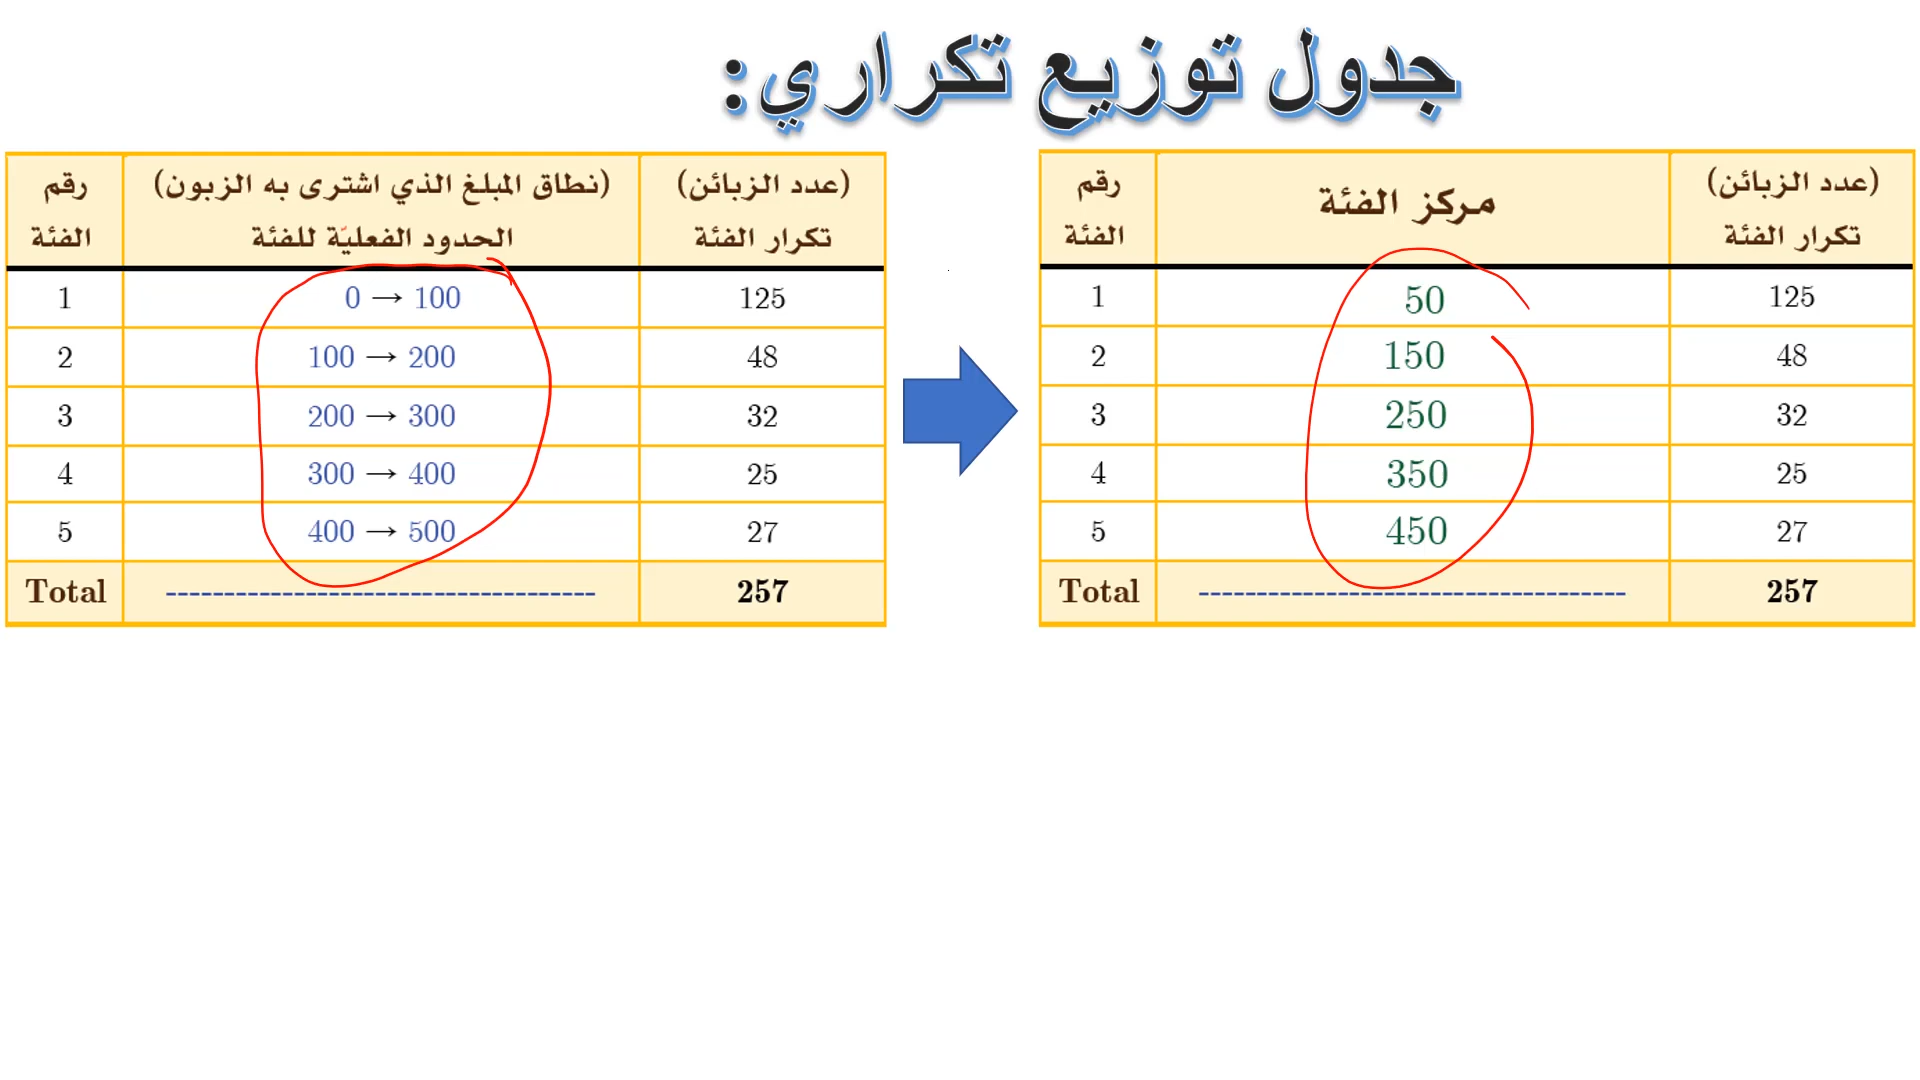 جدول توزيع تكراري:
رقم الفئة | (نطاق المبلغ الذي اشترى به الزبون) الحدود الفعليّة للفئة | (عدد الزبائن) تكرار الفئة
1 | 0 → 100 | 125
2 | 100 → 200 | 48
3 | 200 → 300 | 32
4 | 300 → 400 | 25
5 | 400 → 500 | 27
Total | ------------------------------------- | 257
رقم الفئة | مركز الفئة | (عدد الزبائن) تكرار الفئة
1 | 50 | 125
2 | 150 | 48
3 | 250 | 32
4 | 350 | 25
5 | 450 | 27
Total | ------------------------------------- | 257